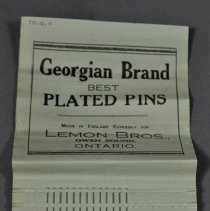 Georgian Brand
BEST
PLATED PINS
MADE IN ENGLAND EXPRESSLY FOR
LEMON BROS.,
OWEN SOUND,
ONTARIO.